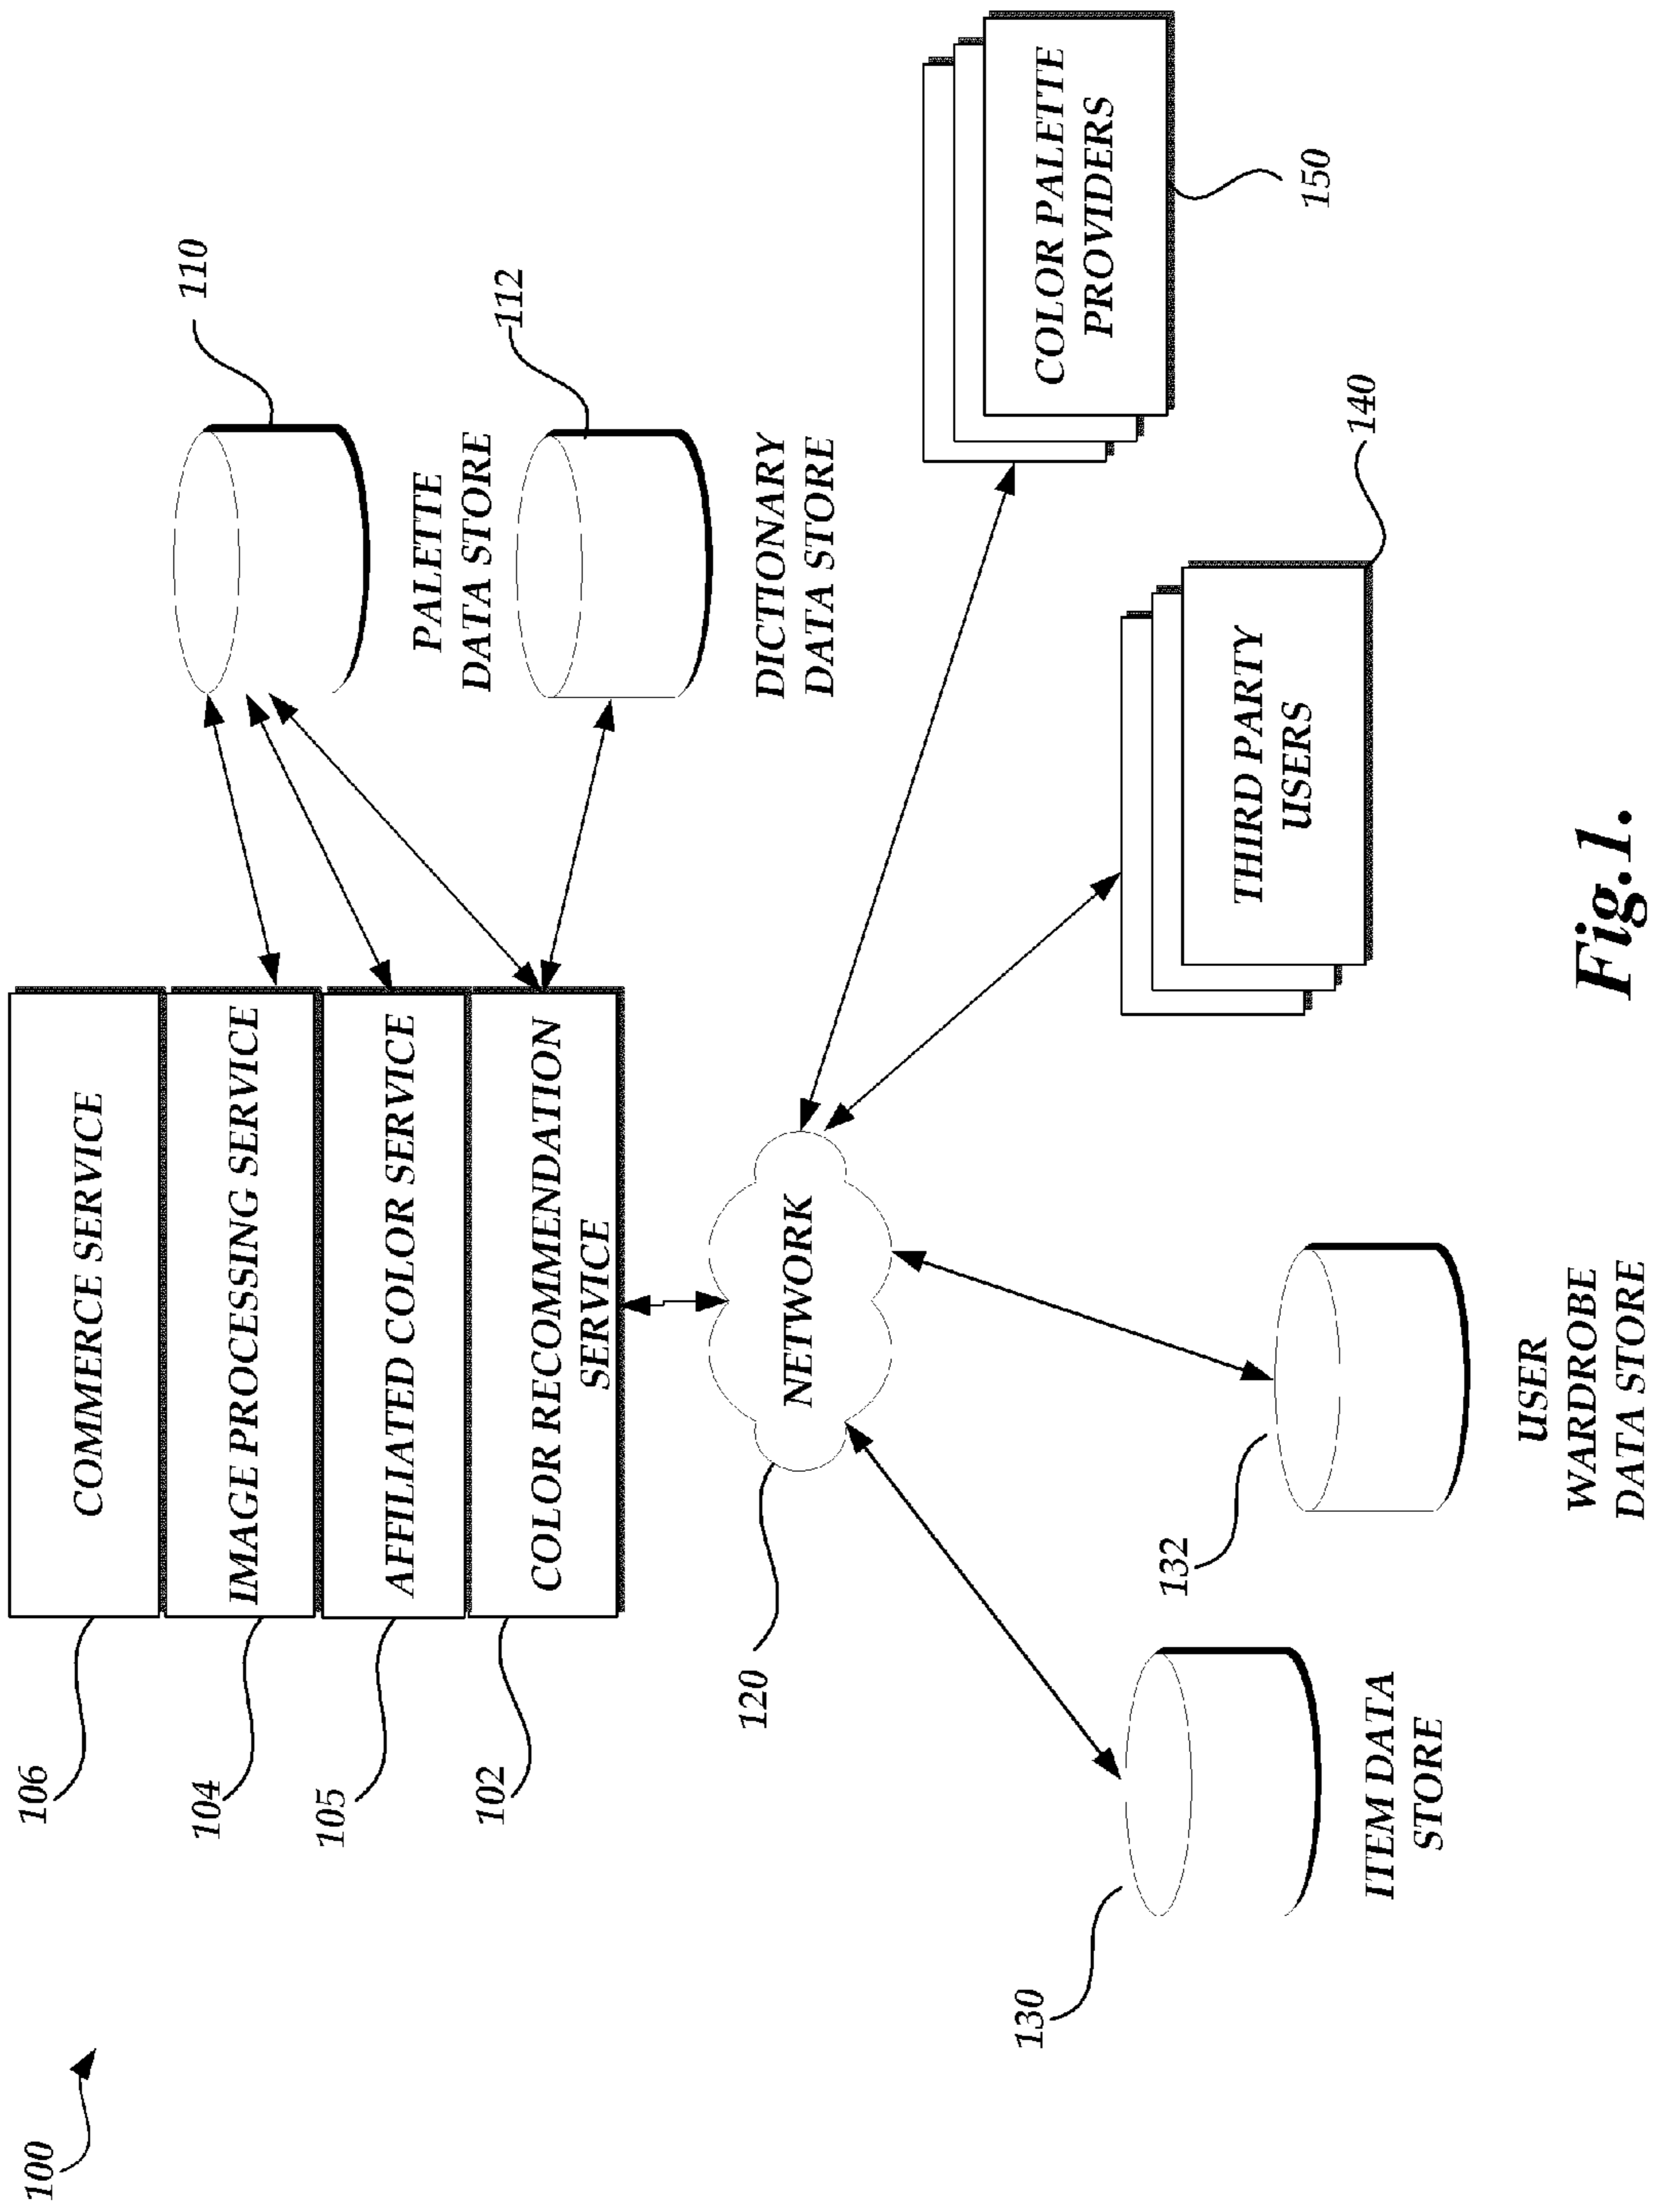 100
106
COMMERCE SERVICE
104
IMAGE PROCESSING SERVICE
105
AFFILIATED COLOR SERVICE
102
COLOR RECOMMENDATION
SERVICE
110
PALETTE
DATA STORE
112
DICTIONARY
DATA STORE
120
NETWORK
130
ITEM DATA
STORE
132
USER
WARDROBE
DATA STORE
THIRD PARTY
USERS
140
COLOR PALETTE
PROVIDERS
150
Fig.1.